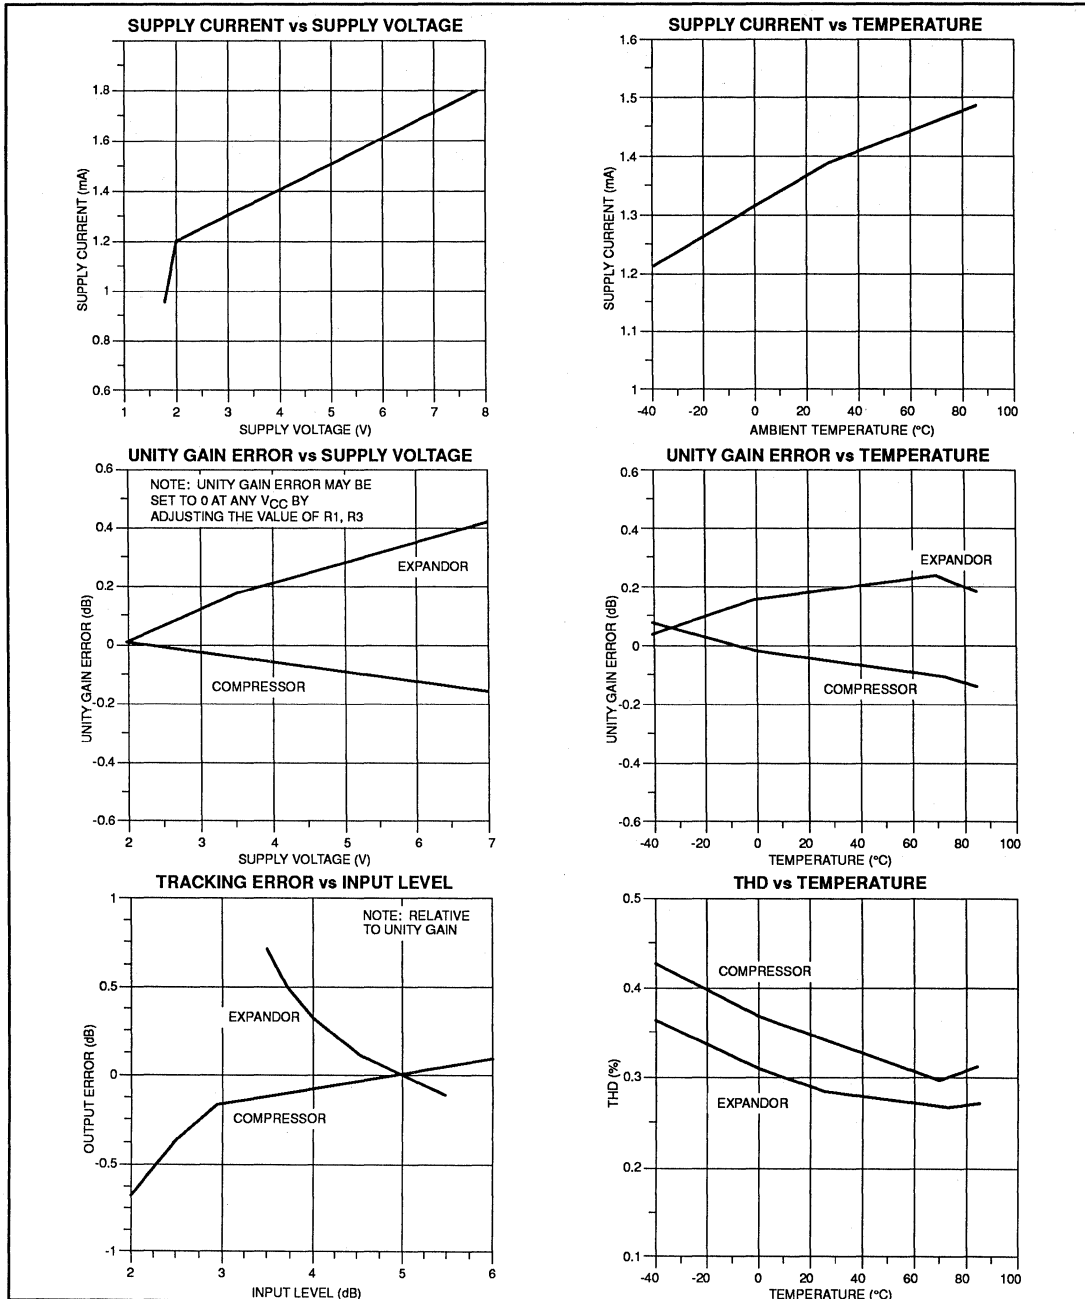 SUPPLY CURRENT vs SUPPLY VOLTAGE
1.8
1.6
1.4
1.2
1
0.8
0.6
SUPPLY CURRENT (mA)
1 2 3 4 5 6 7 8
SUPPLY VOLTAGE (V)
SUPPLY CURRENT vs TEMPERATURE
1.6
1.5
1.4
1.3
1.2
1.1
1
SUPPLY CURRENT (mA)
-40 -20 0 20 40 60 80 100
AMBIENT TEMPERATURE (°C)
UNITY GAIN ERROR vs SUPPLY VOLTAGE
NOTE: UNITY GAIN ERROR MAY BE
SET TO 0 AT ANY VCC BY
ADJUSTING THE VALUE OF R1, R3
0.6
0.4
0.2
0
-0.2
-0.4
-0.6
UNITY GAIN ERROR (dB)
EXPANDOR
COMPRESSOR
2 3 4 5 6 7
SUPPLY VOLTAGE (V)
UNITY GAIN ERROR vs TEMPERATURE
0.6
0.4
0.2
0
-0.2
-0.4
-0.6
UNITY GAIN ERROR (dB)
EXPANDOR
COMPRESSOR
-40 -20 0 20 40 60 80 100
TEMPERATURE (°C)
TRACKING ERROR vs INPUT LEVEL
NOTE: RELATIVE
TO UNITY GAIN
1
0.5
0
-0.5
-1
OUTPUT ERROR (dB)
EXPANDOR
COMPRESSOR
2 3 4 5 6
INPUT LEVEL (dB)
THD vs TEMPERATURE
0.5
0.4
0.3
0.2
0.1
THD (%)
COMPRESSOR
EXPANDOR
-40 -20 0 20 40 60 80 100
TEMPERATURE (°C)